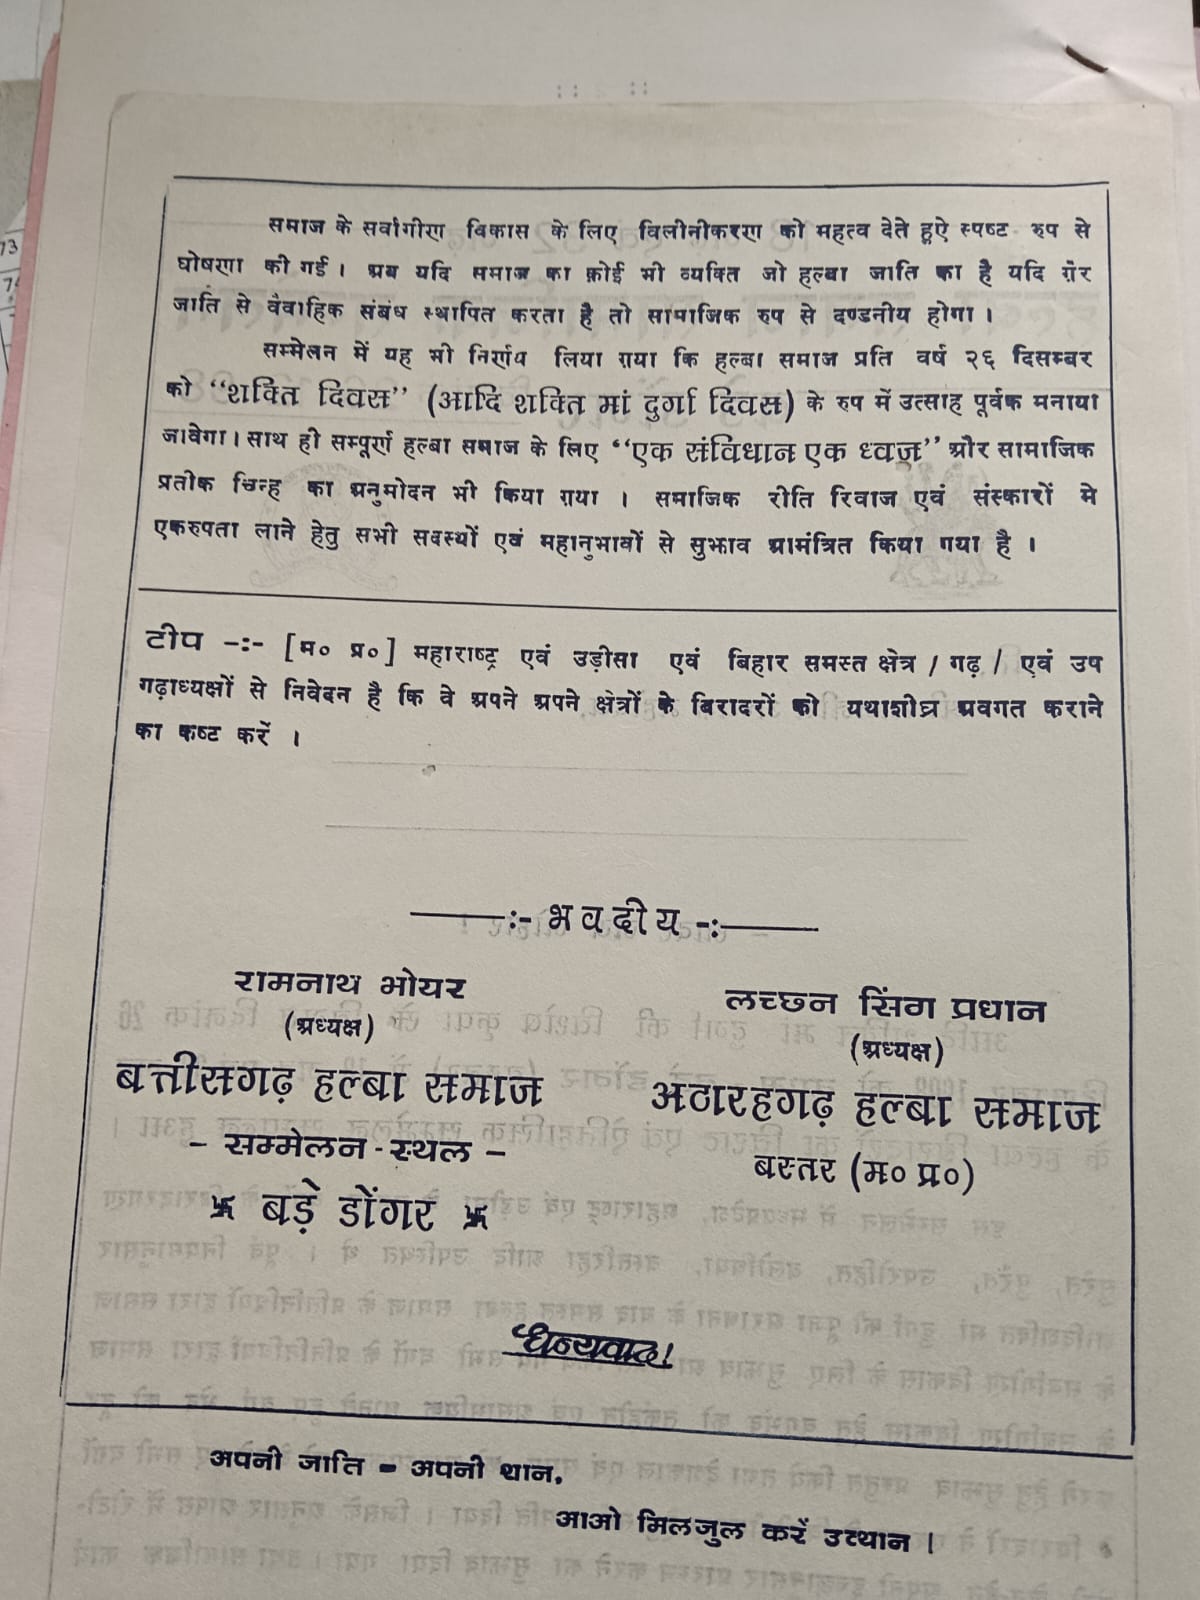 समाज के सर्वागीण विकास के लिए विलीनीकरण को महत्व देते हूऐ स्पष्ट रुप से
घोषणा की गई । अब यदि समाज का कोई भी व्यक्ति जो हल्बा जाति का है यदि ग़ैर
जाति से वैवाहिक संबंध स्थापित करता है तो सामाजिक रुप से दण्डनीय होगा ।
सम्मेलन में यह भी निर्णय लिया गया कि हल्बा समाज प्रति वर्ष २६ दिसम्बर
को "शक्ति दिवस" (आदि शक्ति मां दुर्गा दिवस) के रुप में उत्साह पूर्वक मनाया
जावेगा। साथ ही सम्पूर्ण हल्बा समाज के लिए "एक संविधान एक ध्वज" और सामाजिक
प्रतीक चिन्ह का अनुमोदन भी किया गया । समाजिक रीति रिवाज एवं संस्कारों मे
एकरुपता लाने हेतु सभी सदस्यों एवं महानुभावों से सुझाव आमंत्रित किया गया है ।
टीप -:- [म० प्र०] महाराष्ट्र एवं उड़ीसा एवं बिहार समस्त क्षेत्र / गढ़ / एवं उप
गढ़ाध्यक्षों से निवेदन है कि वे अपने अपने क्षेत्रों के बिरादरों को यथाशीघ्र अवगत कराने
का कष्ट करें ।
———:- भवदीय -:———
रामनाथ भोयर
लच्छन सिंग प्रधान
(अध्यक्ष)
(अध्यक्ष)
बत्तीसगढ़ हल्बा समाज
अठारहगढ़ हल्बा समाज
- सम्मेलन - स्थल -
बस्तर (म० प्र०)
卐 बड़े डोंगर 卐
धन्यवाद!
अपनी जाति - अपनी शान,
आओ मिलजुल करें उत्थान ।